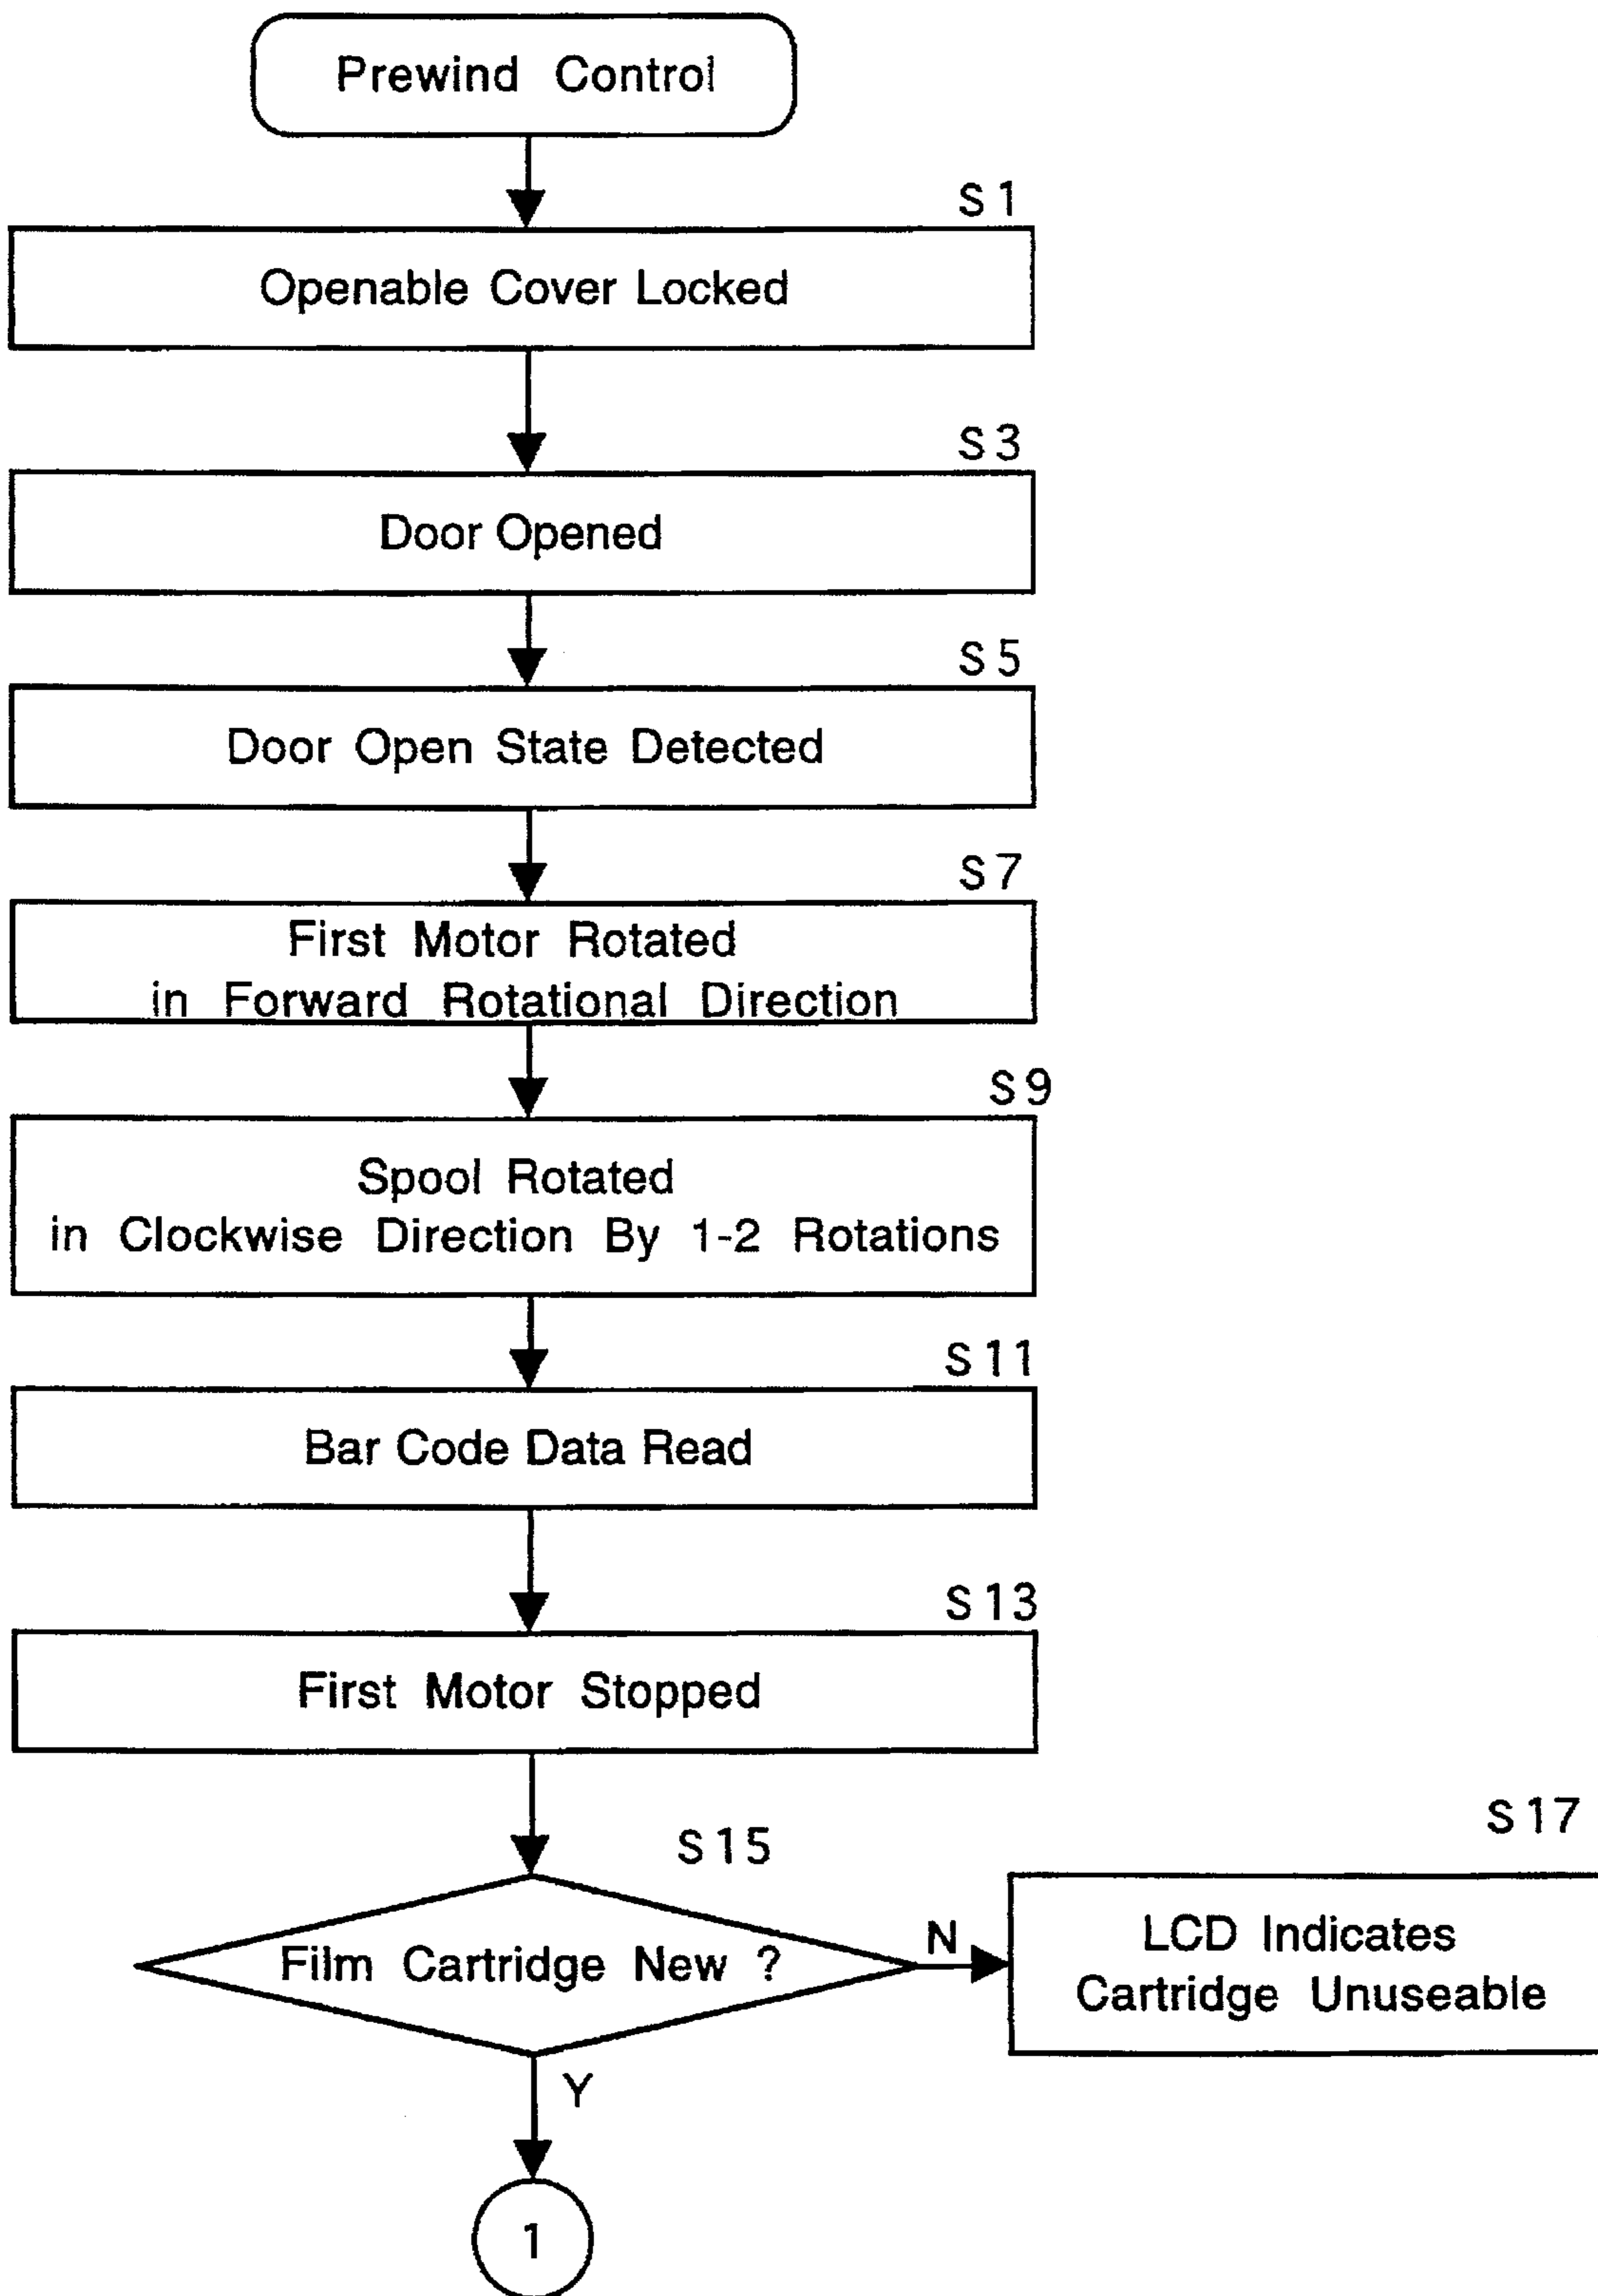 Prewind Control
S1
Openable Cover Locked
S3
Door Opened
S5
Door Open State Detected
S7
First Motor Rotated
in Forward Rotational Direction
S9
Spool Rotated
in Clockwise Direction By 1-2 Rotations
S11
Bar Code Data Read
S13
First Motor Stopped
S15
Film Cartridge New ?
N
S17
LCD Indicates
Cartridge Unuseable
Y
1